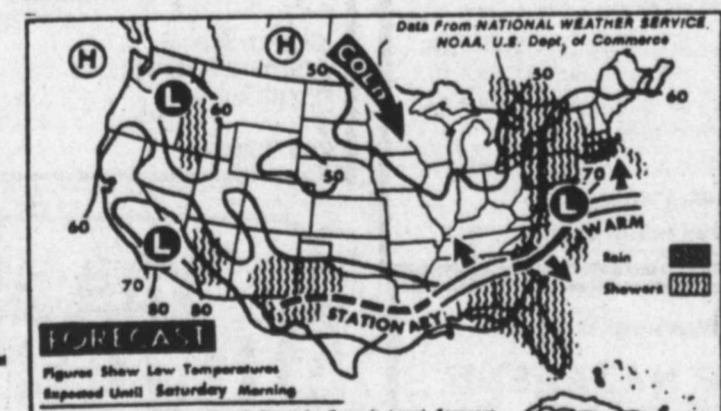 Data From NATIONAL WEATHER SERVICE,
NOAA, U.S. Dept, of Commerce
H
H
COLD
50
50
60
L
60
50
70
L
WARM
60
L
70
80
80
STATIONARY
Rain
Showers
FORECAST
Figures Show Low Temperatures
Expected Until Saturday Morning